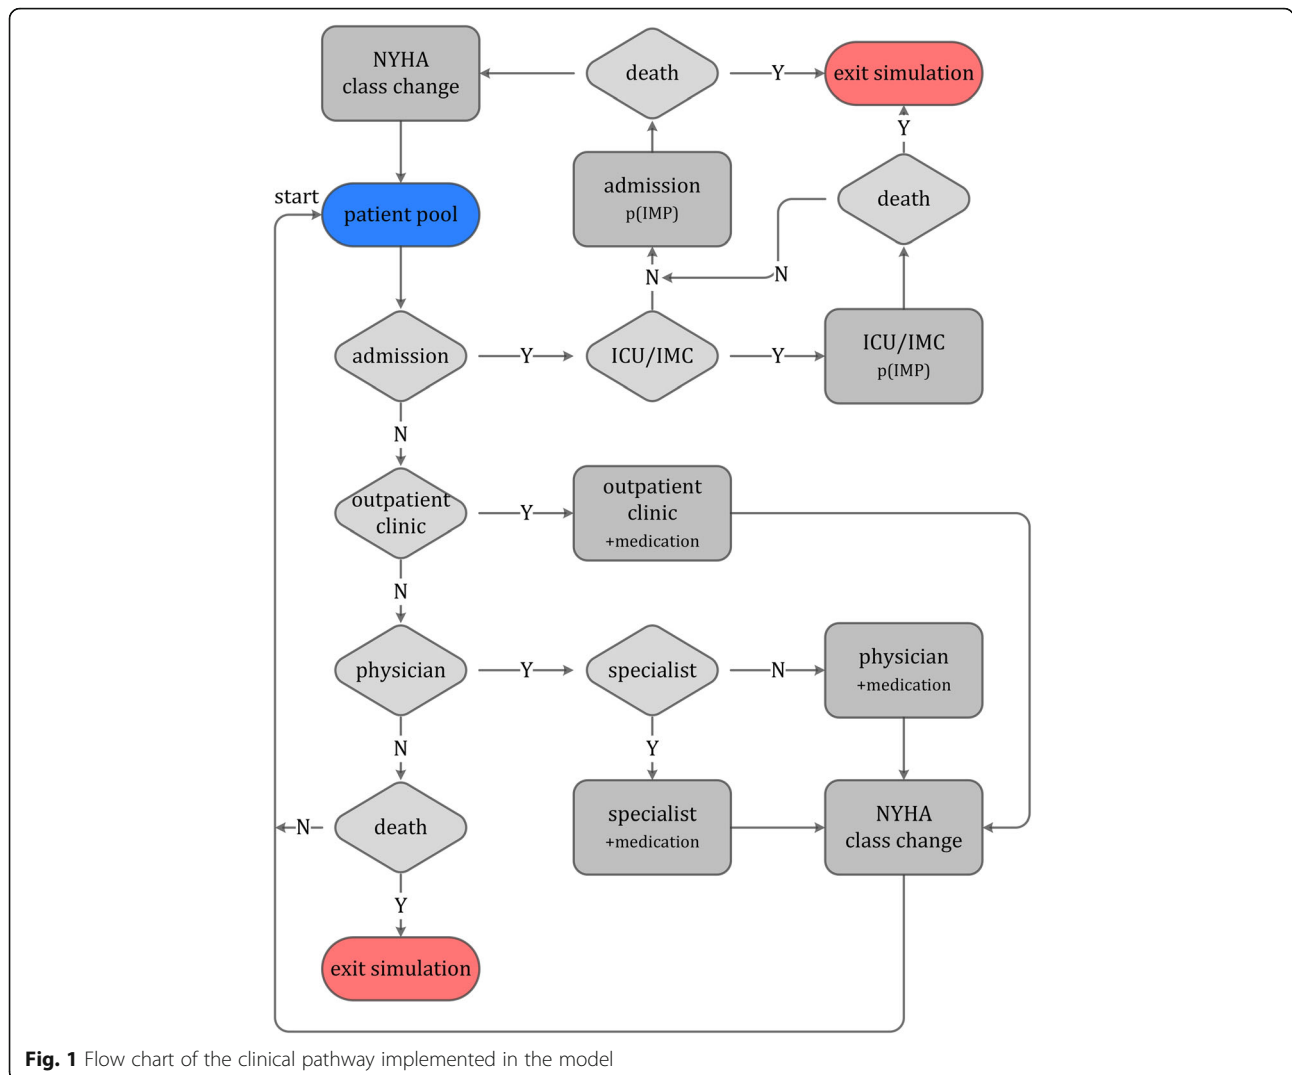 NYHA
class change
death
Y
exit simulation
Y
start
patient pool
admission
p(IMP)
death
N
N
admission
Y
ICU/IMC
Y
ICU/IMC
p(IMP)
N
outpatient
clinic
Y
outpatient
clinic
+medication
N
physician
Y
specialist
N
physician
+medication
N
Y
N
death
specialist
+medication
NYHA
class change
Y
exit simulation
Fig. 1 Flow chart of the clinical pathway implemented in the model